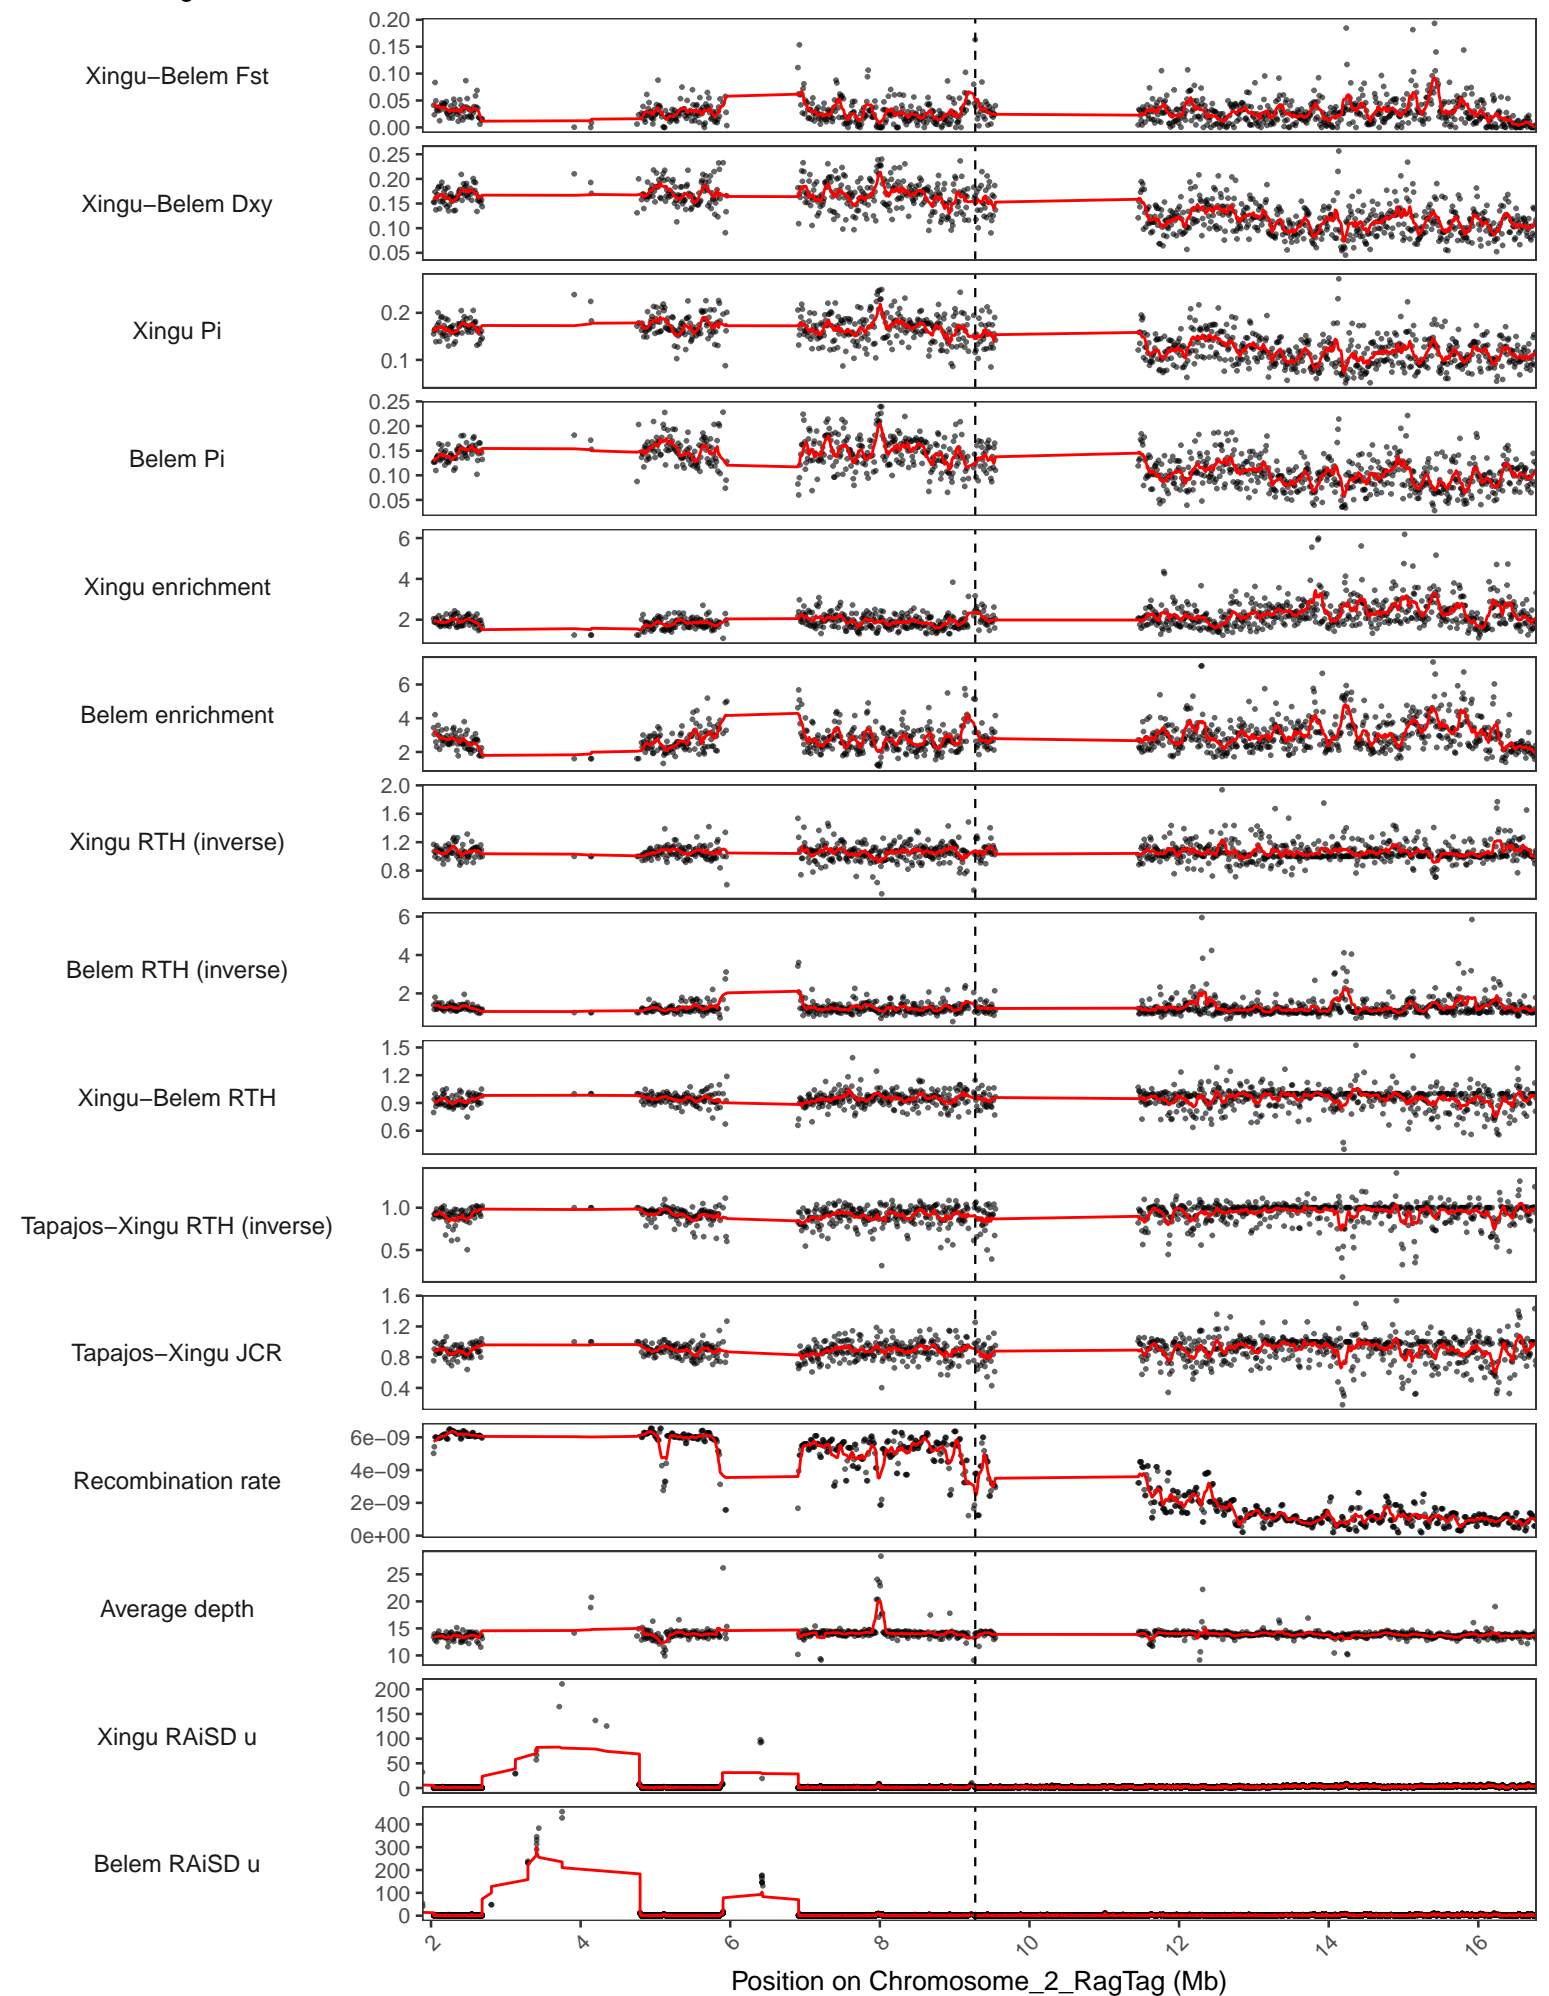 Xingu−Belem Fst
0.20
0.15
0.10
0.05
0.00
Xingu−Belem Dxy
0.25
0.20
0.15
0.10
0.05
Xingu Pi
0.2
0.1
Belem Pi
0.25
0.20
0.15
0.10
0.05
Xingu enrichment
6
4
2
Belem enrichment
6
4
2
Xingu RTH (inverse)
2.0
1.6
1.2
0.8
Belem RTH (inverse)
6
4
2
Xingu−Belem RTH
1.5
1.2
0.9
0.6
Tapajos−Xingu RTH (inverse)
1.0
0.5
Tapajos−Xingu JCR
1.6
1.2
0.8
0.4
Recombination rate
6e−09
4e−09
2e−09
0e+00
Average depth
25
20
15
10
Xingu RAiSD u
200
150
100
50
0
Belem RAiSD u
400
300
200
100
0
2 4 6 8 10 12 14 16
Position on Chromosome_2_RagTag (Mb)